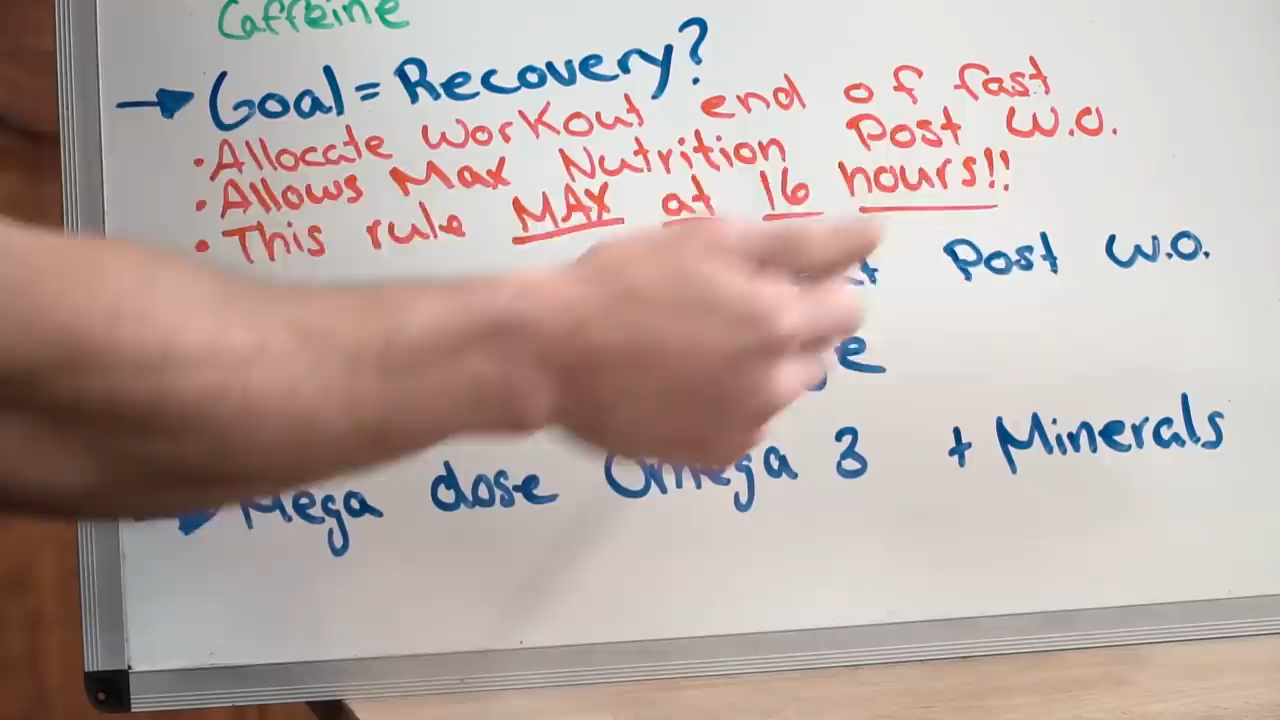 Caffeine
→ Goal = Recovery?
• Allocate Workout end of fast
• Allows Max Nutrition Post W.O.
• This rule MAX at 16 hours!!
Post W.O.
Mega dose Omega 3 + Minerals